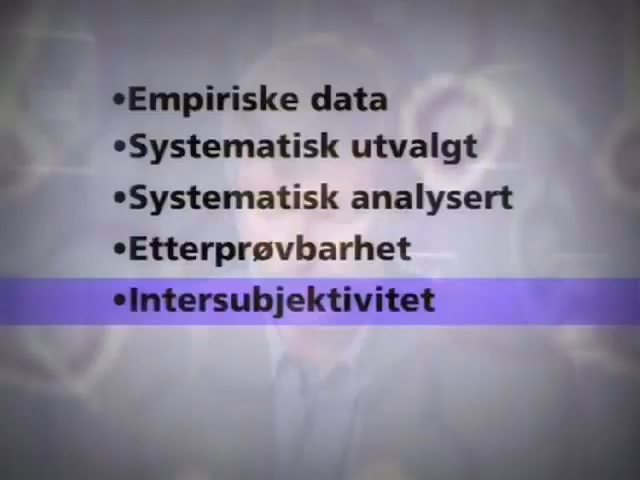 •Empiriske data
•Systematisk utvalgt
•Systematisk analysert
•Etterprøvbarhet
•Intersubjektivitet